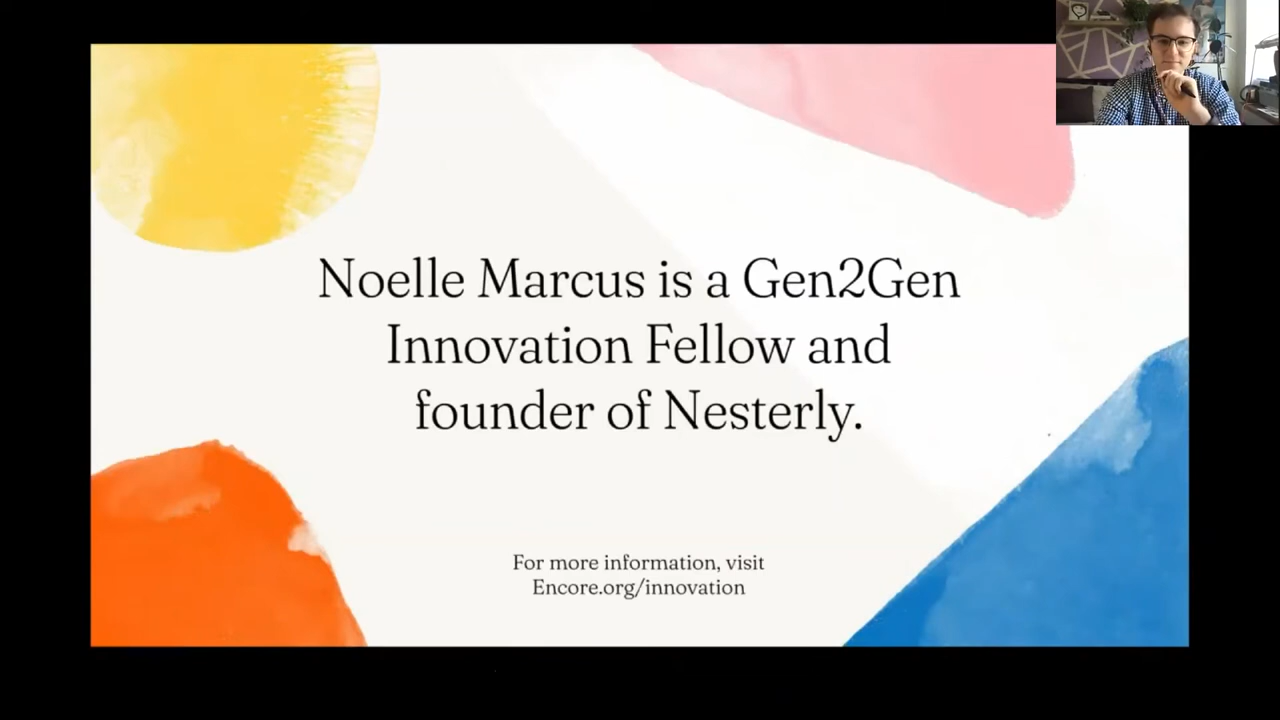 Noelle Marcus is a Gen2Gen
Innovation Fellow and
founder of Nesterly.
For more information, visit
Encore.org/innovation